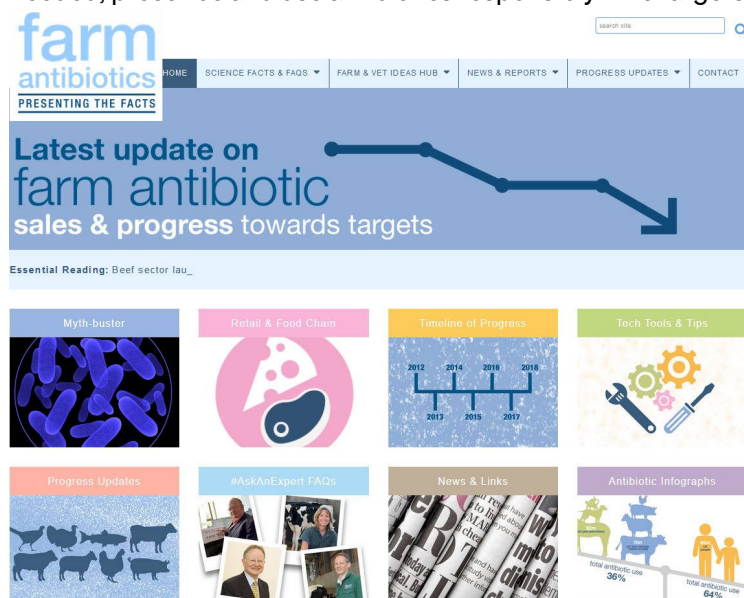 farm
antibiotics
PRESENTING THE FACTS
search site
HOME
SCIENCE FACTS & FAQS
FARM & VET IDEAS HUB
NEWS & REPORTS
PROGRESS UPDATES
CONTACT
Latest update on
farm antibiotic
sales & progress towards targets
Essential Reading: Beef sector lau_
Myth-buster
Retail & Food Chain
Timeline of Progress
Tech Tools & Tips
2012 2014 2016 2018
2013 2015 2017
Progress Updates
#AskAnExpert FAQs
News & Links
Antibiotic Infographs
total antibiotic use
36%
total antibiotic use
64%